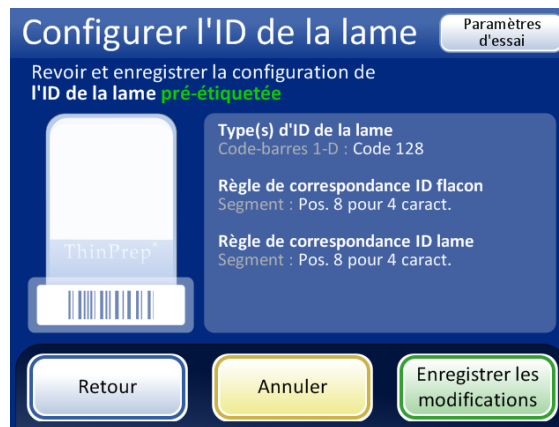 Configurer l'ID de la lame
Paramètres
d'essai
Revoir et enregistrer la configuration de
l'ID de la lame pré-étiquetée
Type(s) d'ID de la lame
Code-barres 1-D : Code 128
Règle de correspondance ID flacon
Segment : Pos. 8 pour 4 caract.
Règle de correspondance ID lame
Segment : Pos. 8 pour 4 caract.
ThinPrep®
Retour
Annuler
Enregistrer les
modifications